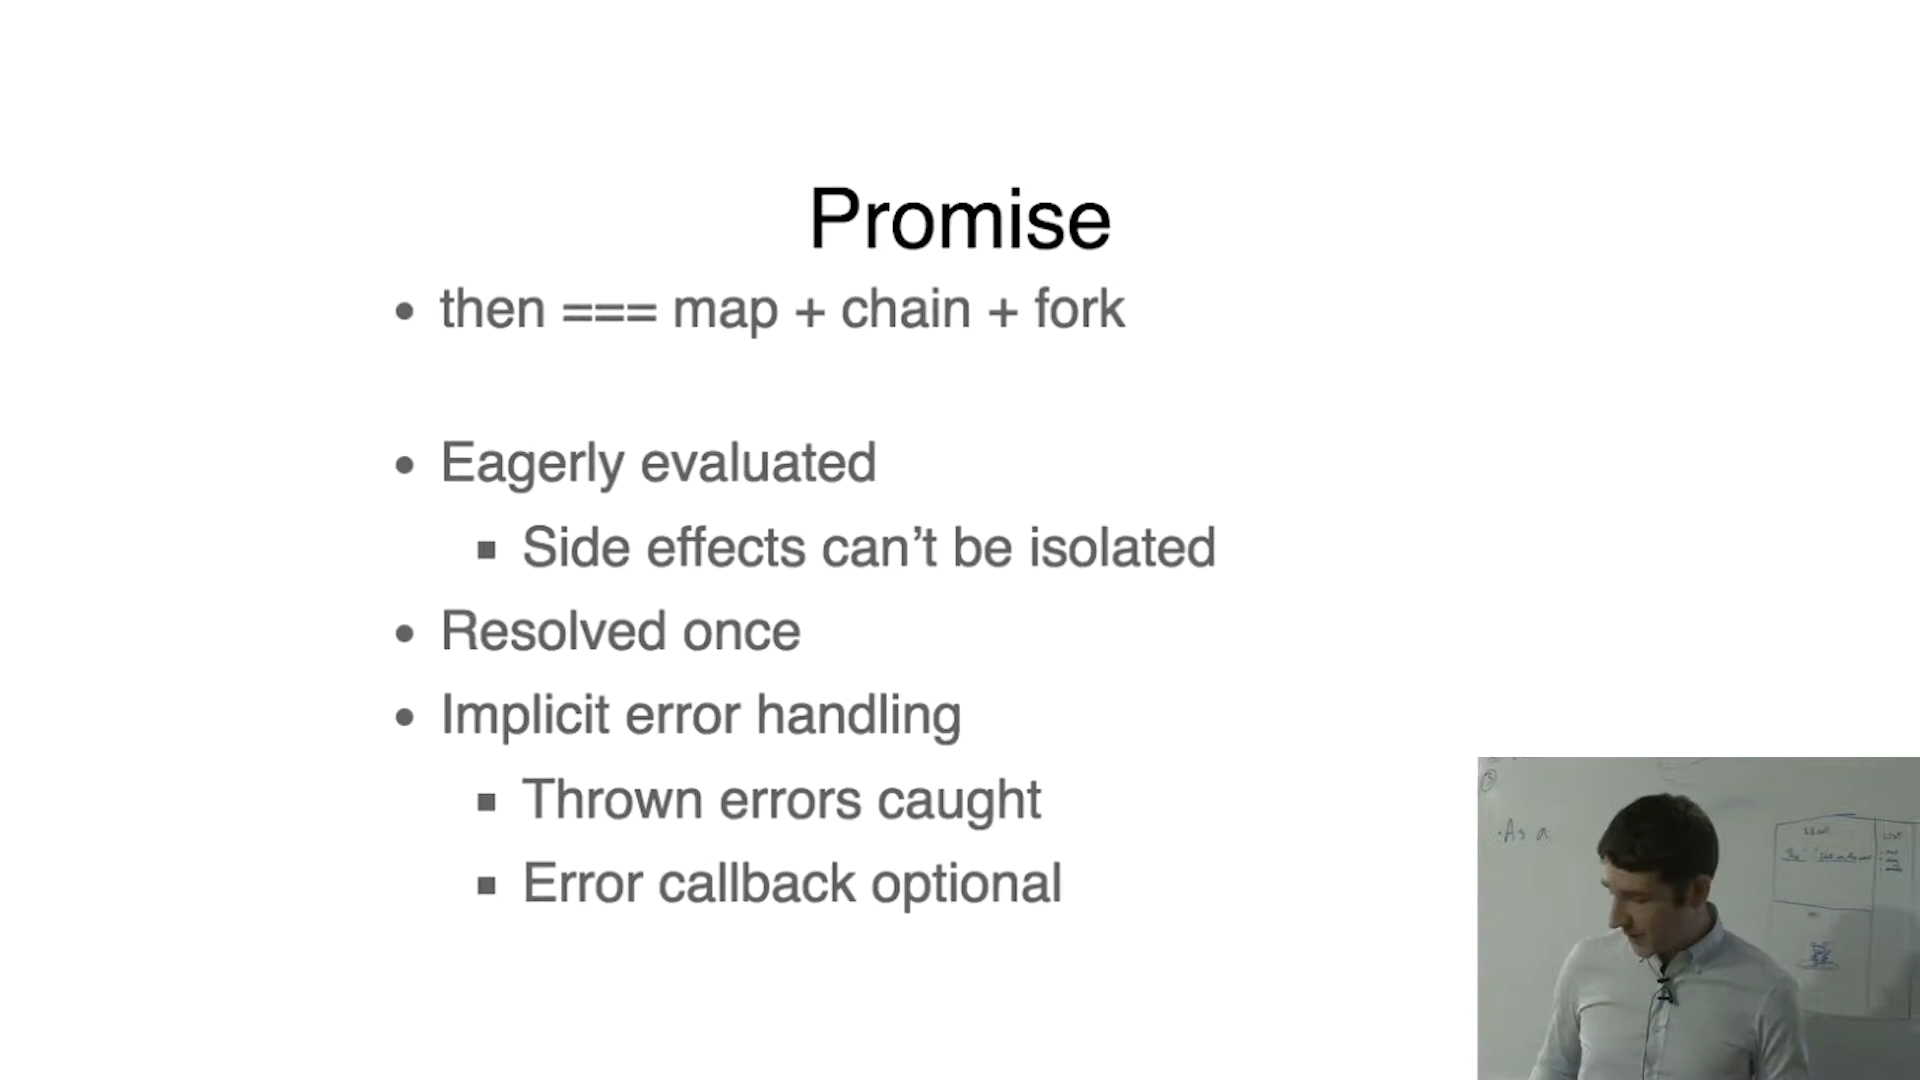 Promise
• then === map + chain + fork
• Eagerly evaluated
▪ Side effects can’t be isolated
• Resolved once
• Implicit error handling
▪ Thrown errors caught
▪ Error callback optional
• As a